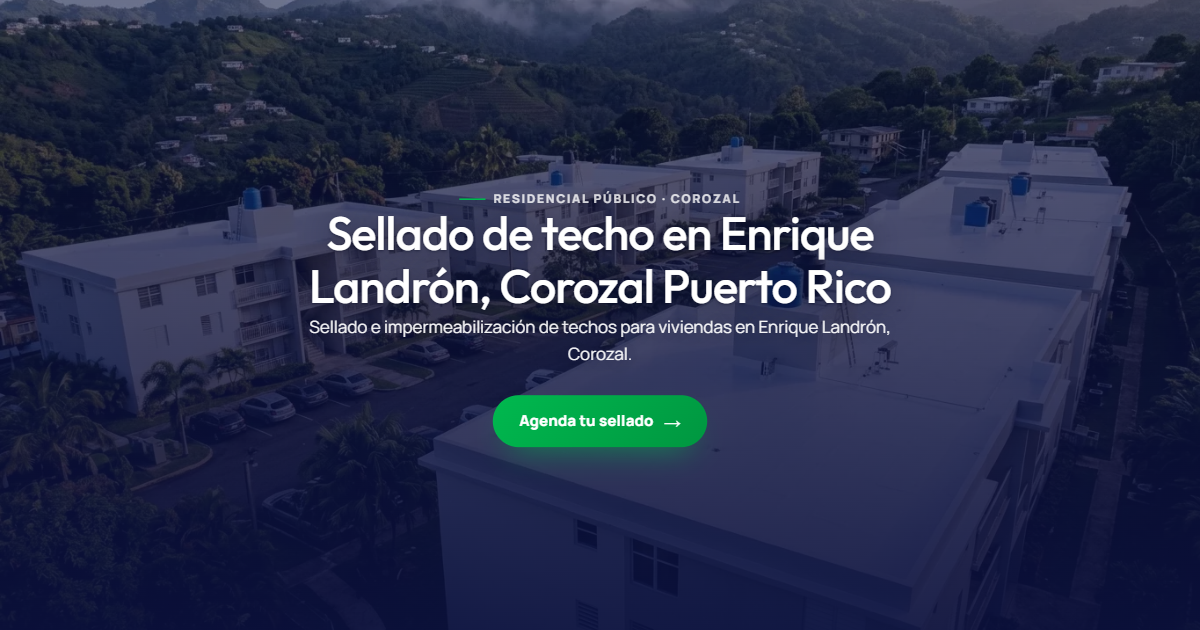 RESIDENCIAL PÚBLICO · COROZAL
Sellado de techo en Enrique
Landrón, Corozal Puerto Rico
Sellado e impermeabilización de techos para viviendas en Enrique Landrón,
Corozal.
Agenda tu sellado →